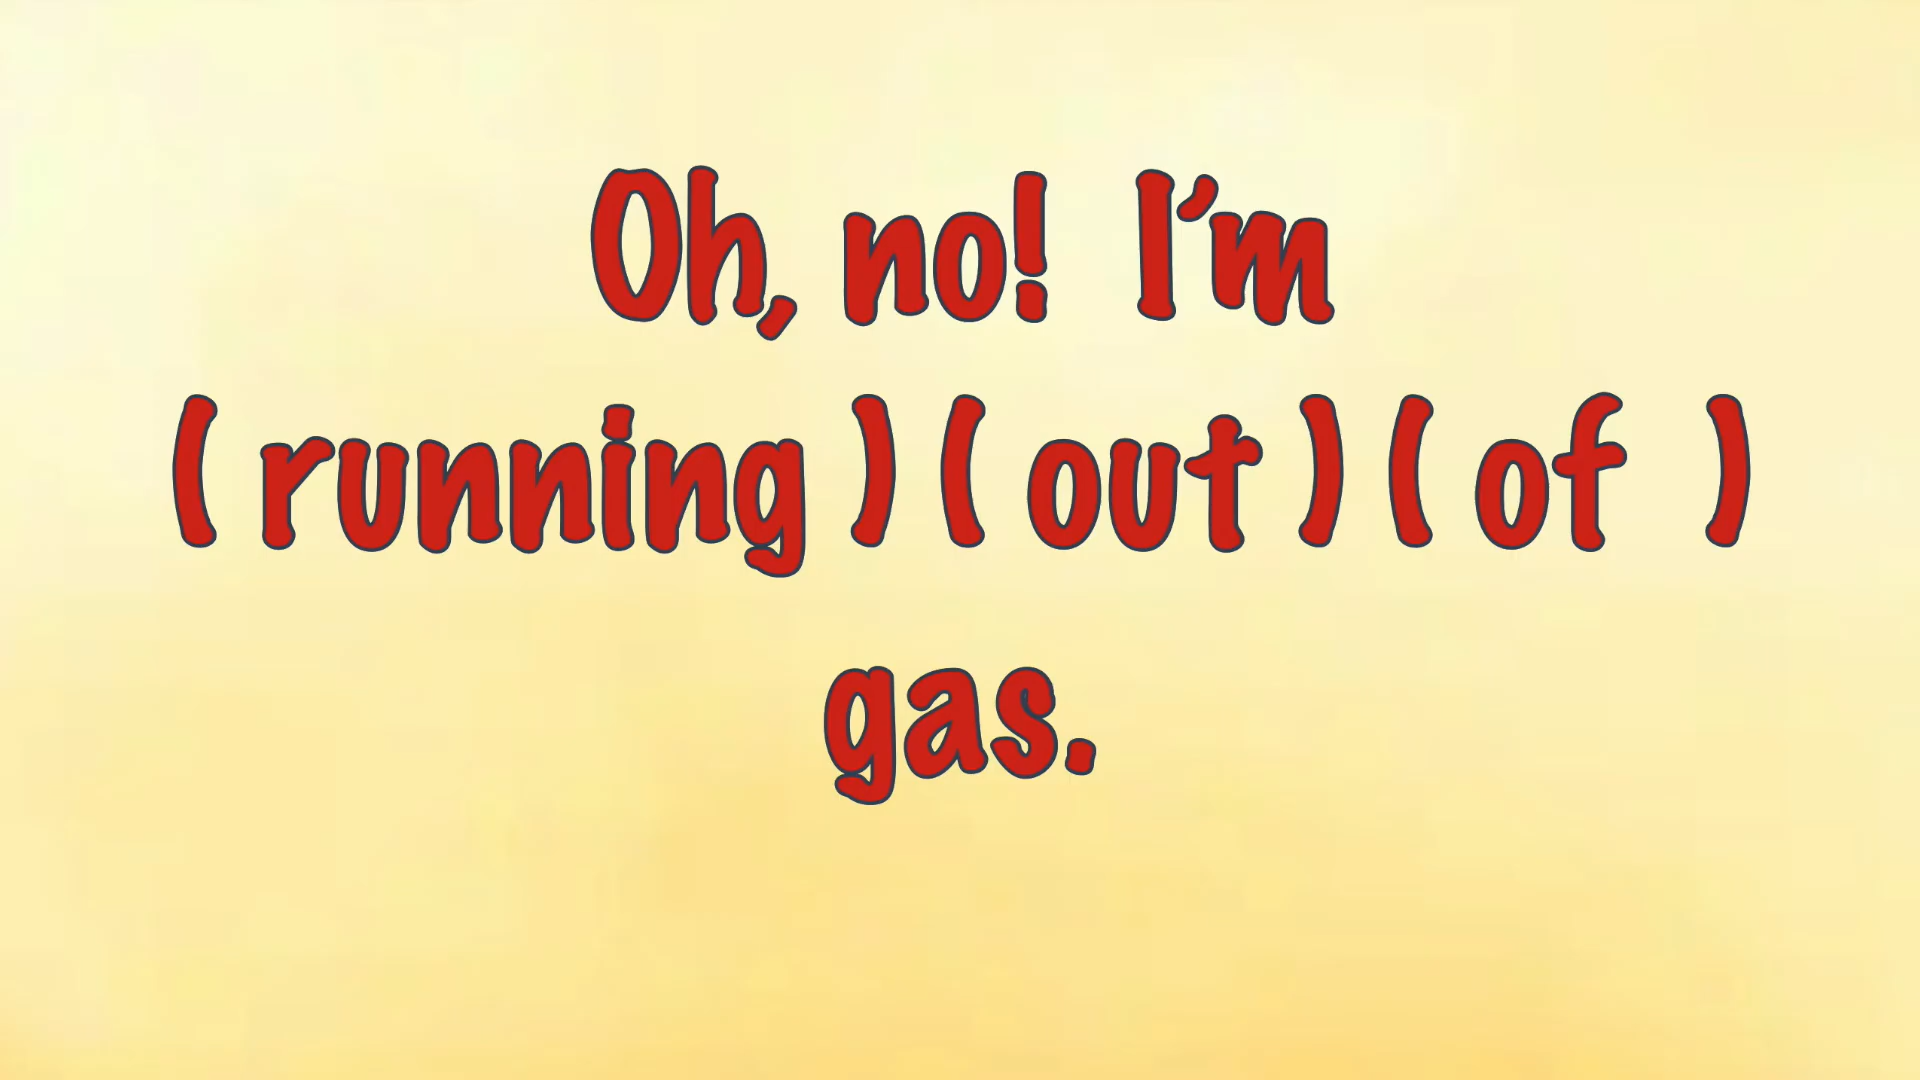 Oh, no!  I’m
( running ) ( out ) ( of  )
gas.